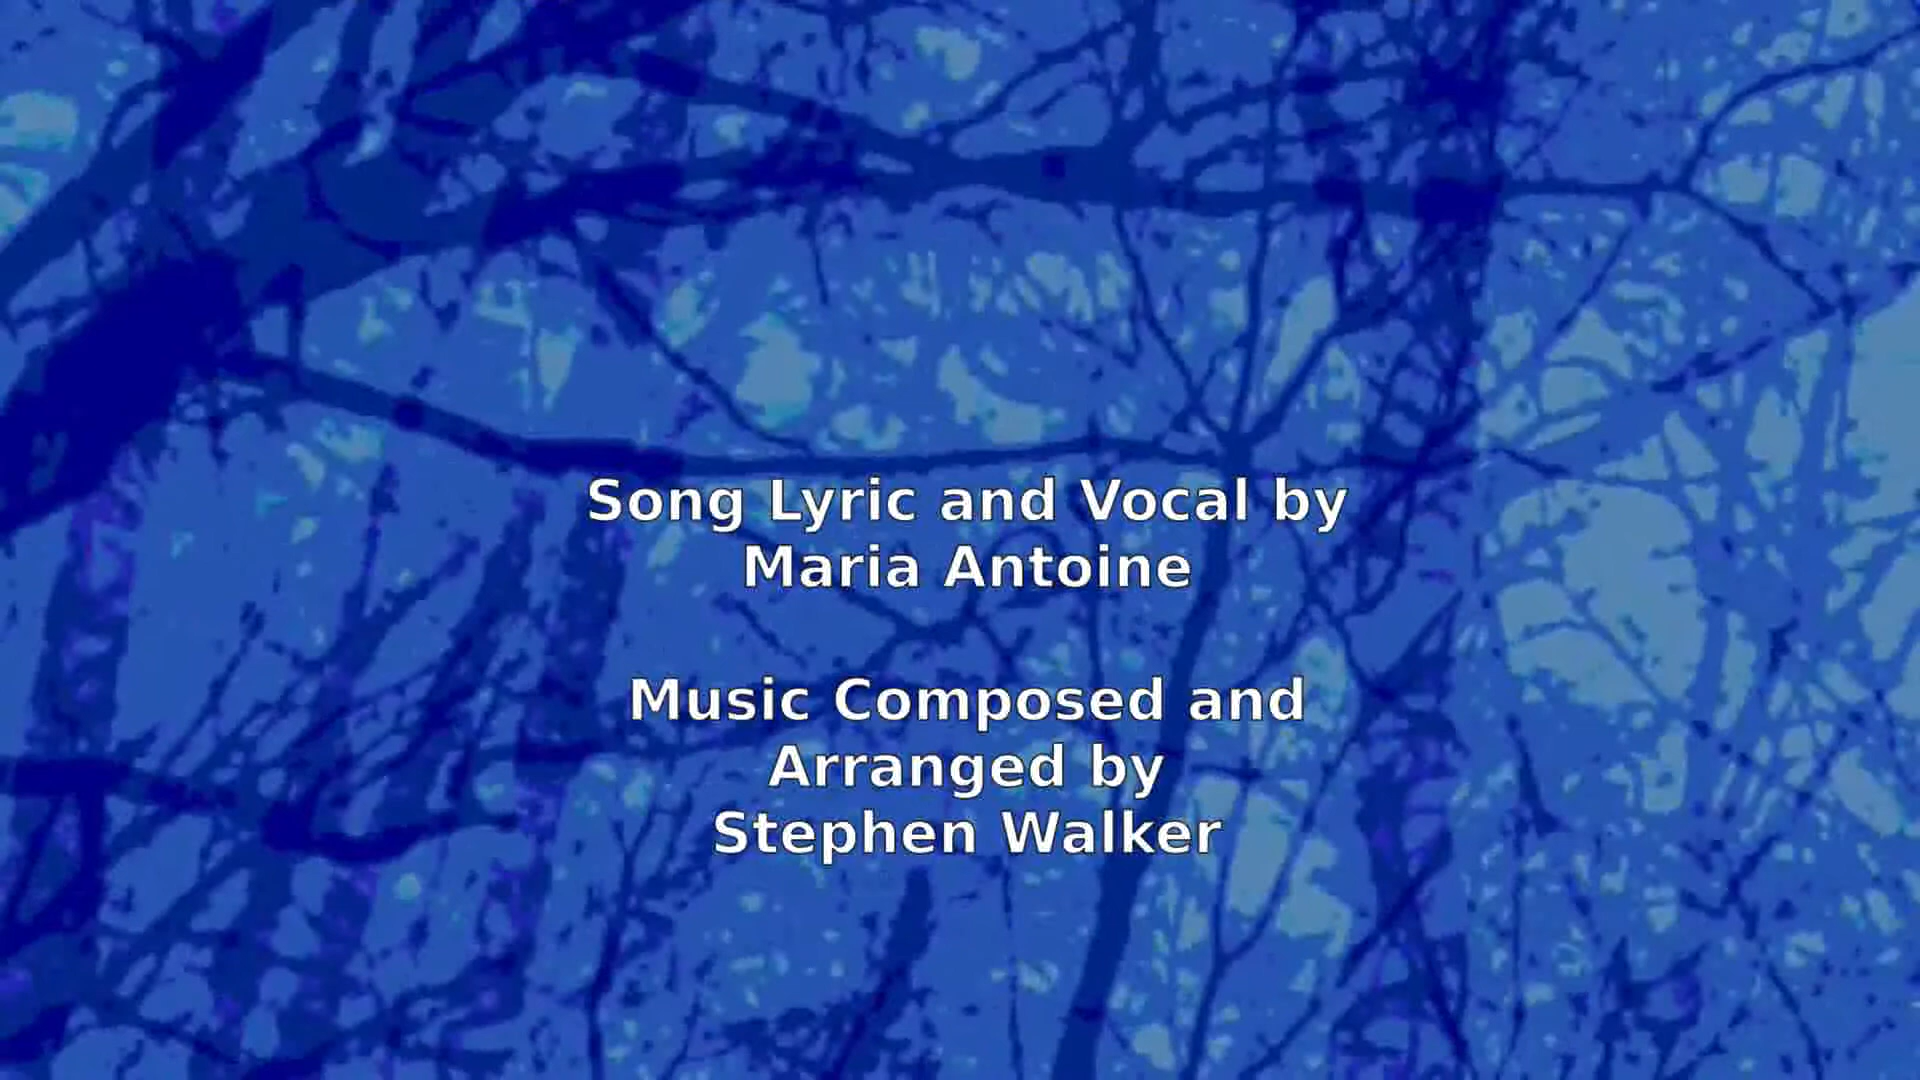 Song Lyric and Vocal by
Maria Antoine
Music Composed and
Arranged by
Stephen Walker